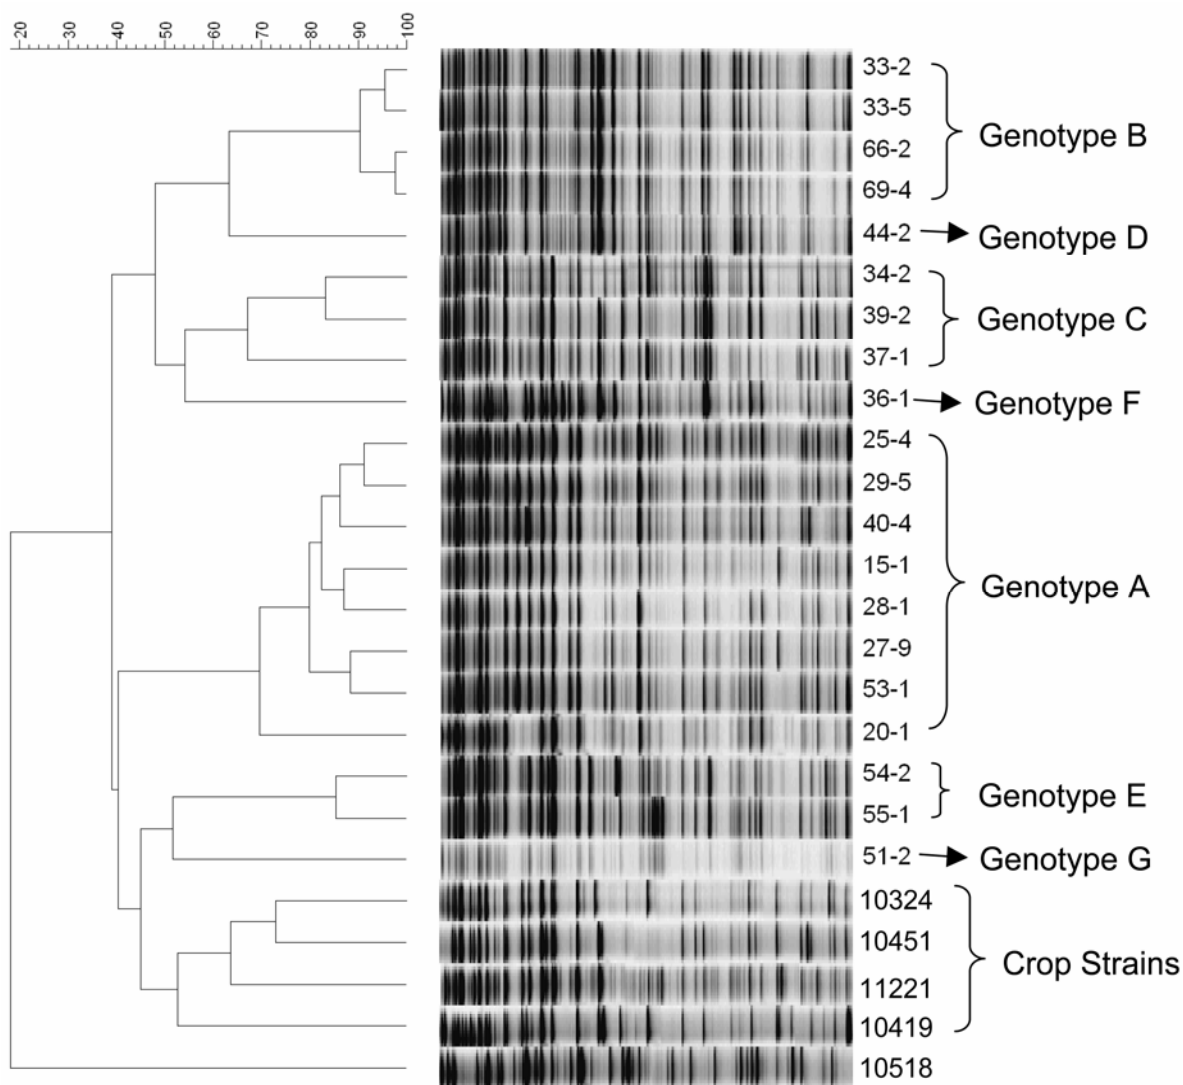 20 30 40 50 60 70 80 90 100
33-2
33-5
Genotype B
66-2
69-4
44-2 Genotype D
34-2
39-2 Genotype C
37-1
36-1 Genotype F
25-4
29-5
40-4
15-1
Genotype A
28-1
27-9
53-1
20-1
54-2
Genotype E
55-1
51-2 Genotype G
10324
10451
Crop Strains
11221
10419
10518